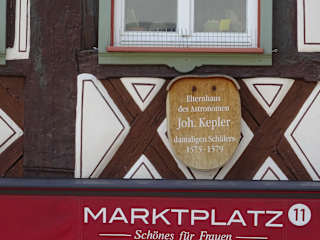 Elternhaus
des Astronomen
Joh. Kepler
damaligen Schülers
1575 - 1579
MARKTPLATZ 11
Schönes für Frauen